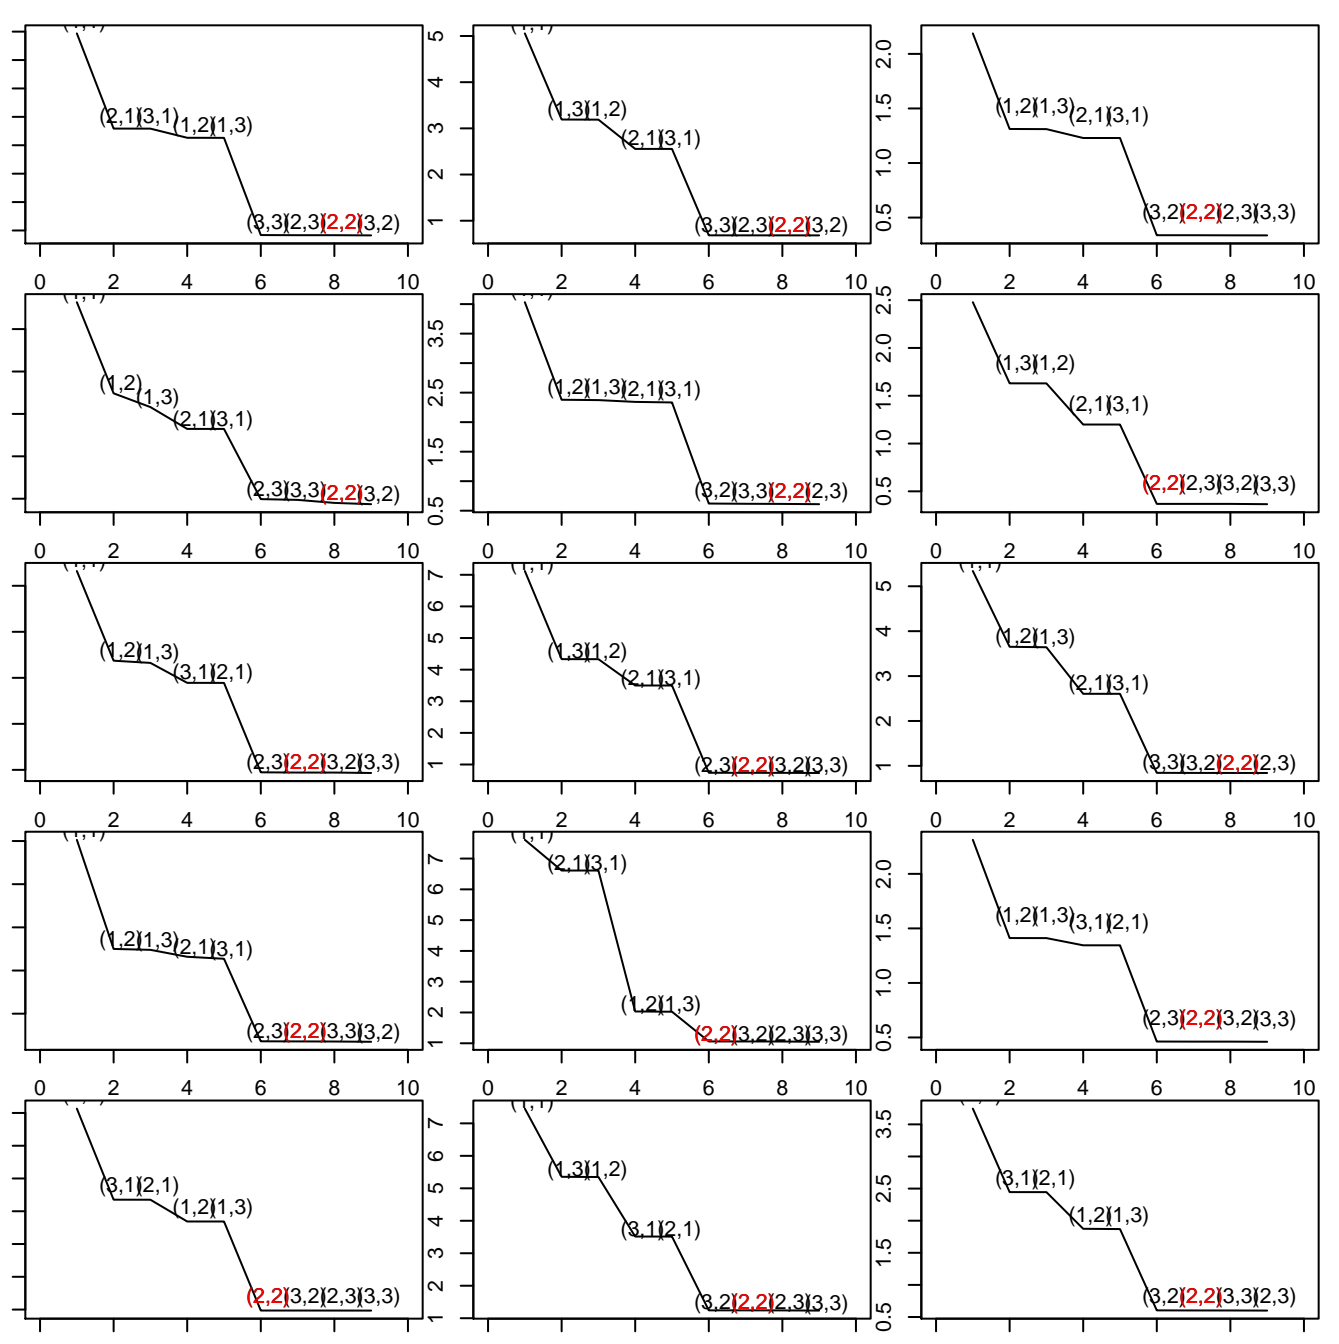 (2,1) (3,1) (1,2) (1,3) (3,3) (2,3) (2,2) (3,2)
0 2 4 6 8 10
5 4 3 2 1
(1,3) (1,2) (2,1) (3,1) (3,3) (2,3) (2,2) (3,2)
0 2 4 6 8 10
2.0 1.5 1.0 0.5
(1,2) (1,3) (2,1) (3,1) (3,2) (2,2) (2,3) (3,3)
0 2 4 6 8 10
(1,2) (1,3) (2,1) (3,1) (2,3) (3,3) (2,2) (3,2)
0 2 4 6 8 10
3.5 2.5 1.5 0.5
(1,2) (1,3) (2,1) (3,1) (3,2) (3,3) (2,2) (2,3)
0 2 4 6 8 10
2.5 2.0 1.5 1.0 0.5
(1,3) (1,2) (2,1) (3,1) (2,2) (2,3) (3,2) (3,3)
0 2 4 6 8 10
(1,2) (1,3) (3,1) (2,1) (2,3) (2,2) (3,2) (3,3)
0 2 4 6 8 10
7 6 5 4 3 2 1
(1,3) (1,2) (2,1) (3,1) (2,3) (2,2) (3,2) (3,3)
0 2 4 6 8 10
5 4 3 2 1
(1,2) (1,3) (2,1) (3,1) (3,3) (3,2) (2,2) (2,3)
0 2 4 6 8 10
(1,2) (1,3) (2,1) (3,1) (2,3) (2,2) (3,3) (3,2)
0 2 4 6 8 10
7 6 5 4 3 2 1
(2,1) (3,1) (1,2) (1,3) (2,2) (3,2) (2,3) (3,3)
0 2 4 6 8 10
2.0 1.5 1.0 0.5
(1,2) (1,3) (3,1) (2,1) (2,3) (2,2) (3,2) (3,3)
0 2 4 6 8 10
(3,1) (2,1) (1,2) (1,3) (2,2) (3,2) (2,3) (3,3)
7 6 5 4 3 2 1
(1,3) (1,2) (3,1) (2,1) (3,2) (2,2) (2,3) (3,3)
3.5 2.5 1.5 0.5
(3,1) (2,1) (1,2) (1,3) (3,2) (2,2) (3,3) (2,3)